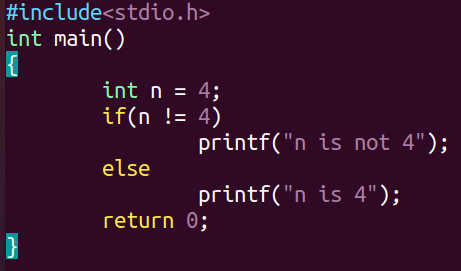 #include<stdio.h>
int main()
{
        int n = 4;
        if(n != 4)
                printf("n is not 4");
        else
                printf("n is 4");
        return 0;
}